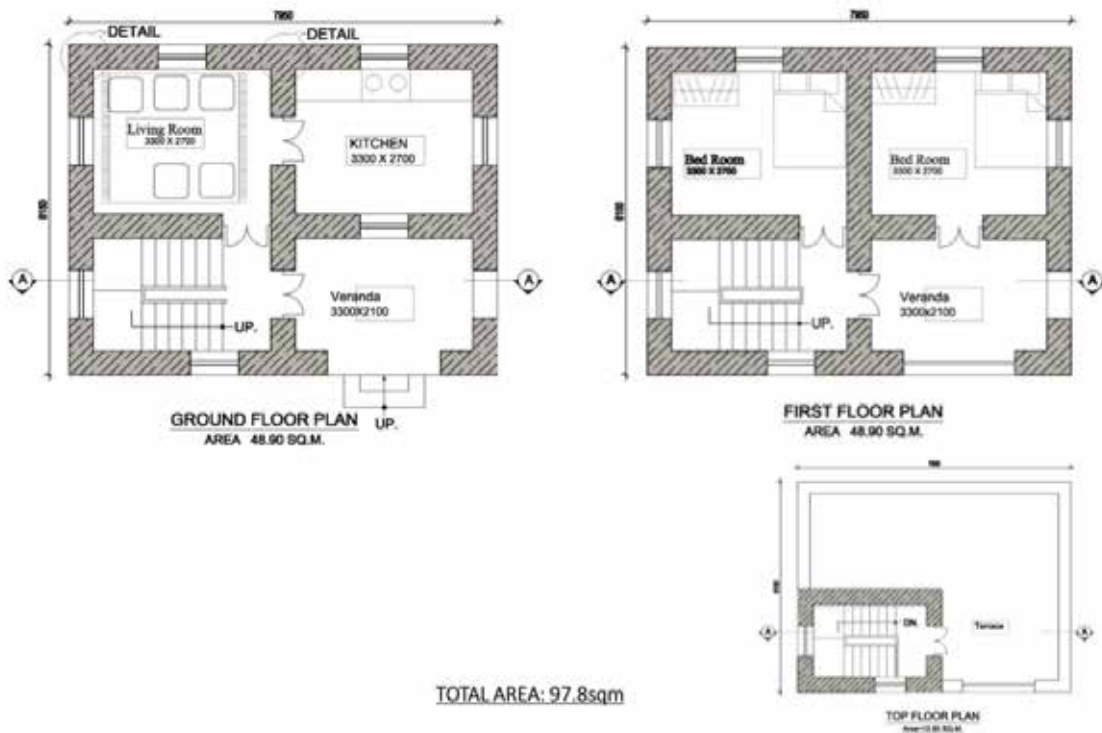 7950
DETAIL
DETAIL
Living Room
3300 X 2700
KITCHEN
3300 X 2700
6150
A
A
Veranda
3300X2100
UP.
UP.
GROUND FLOOR PLAN
AREA 48.90 SQ.M.
7950
Bed Room
3300 X 2700
Bed Room
3300 X 2700
6150
A
A
Veranda
3300x2100
UP.
FIRST FLOOR PLAN
AREA 48.90 SQ.M.
A
A
DN.
Terrace
TOP FLOOR PLAN
TOTAL AREA: 97.8sqm